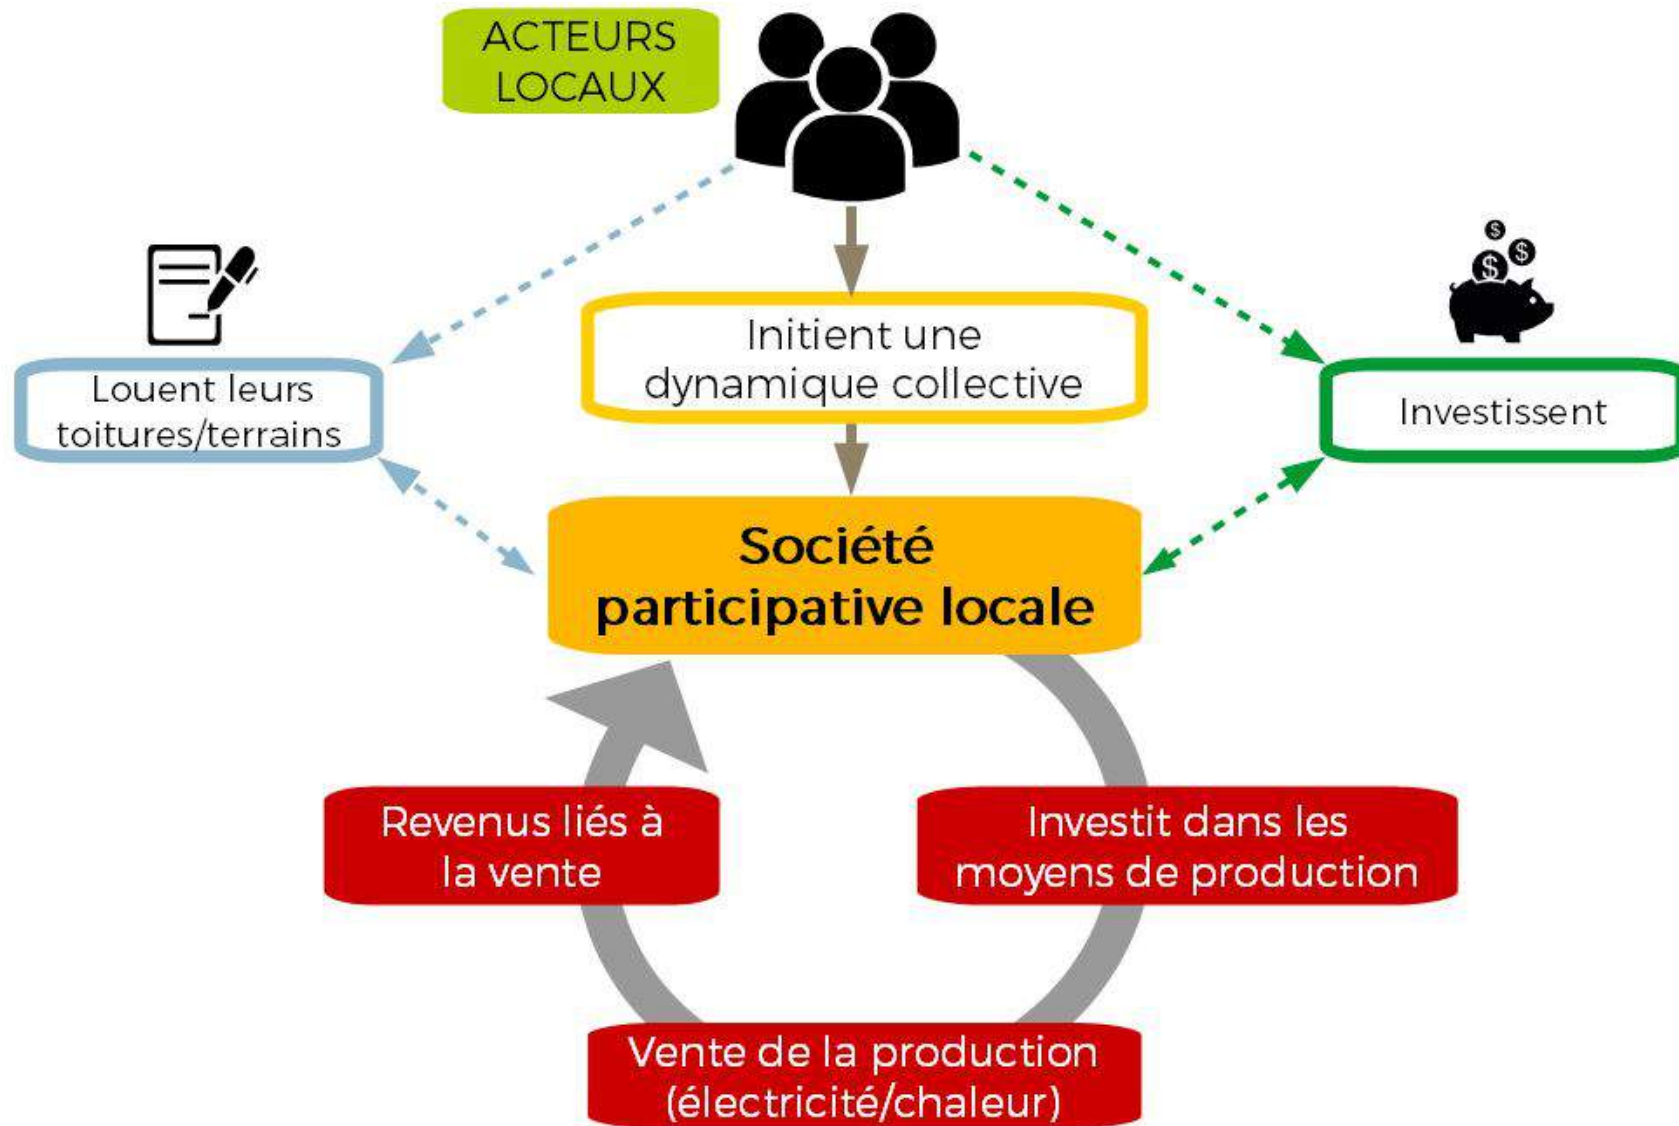 ACTEURS
LOCAUX
Initient une
dynamique collective
Louent leurs
toitures/terrains
Investissent
$
$
$
Société
participative locale
Revenus liés à
la vente
Investit dans les
moyens de production
Vente de la production
(électricité/chaleur)